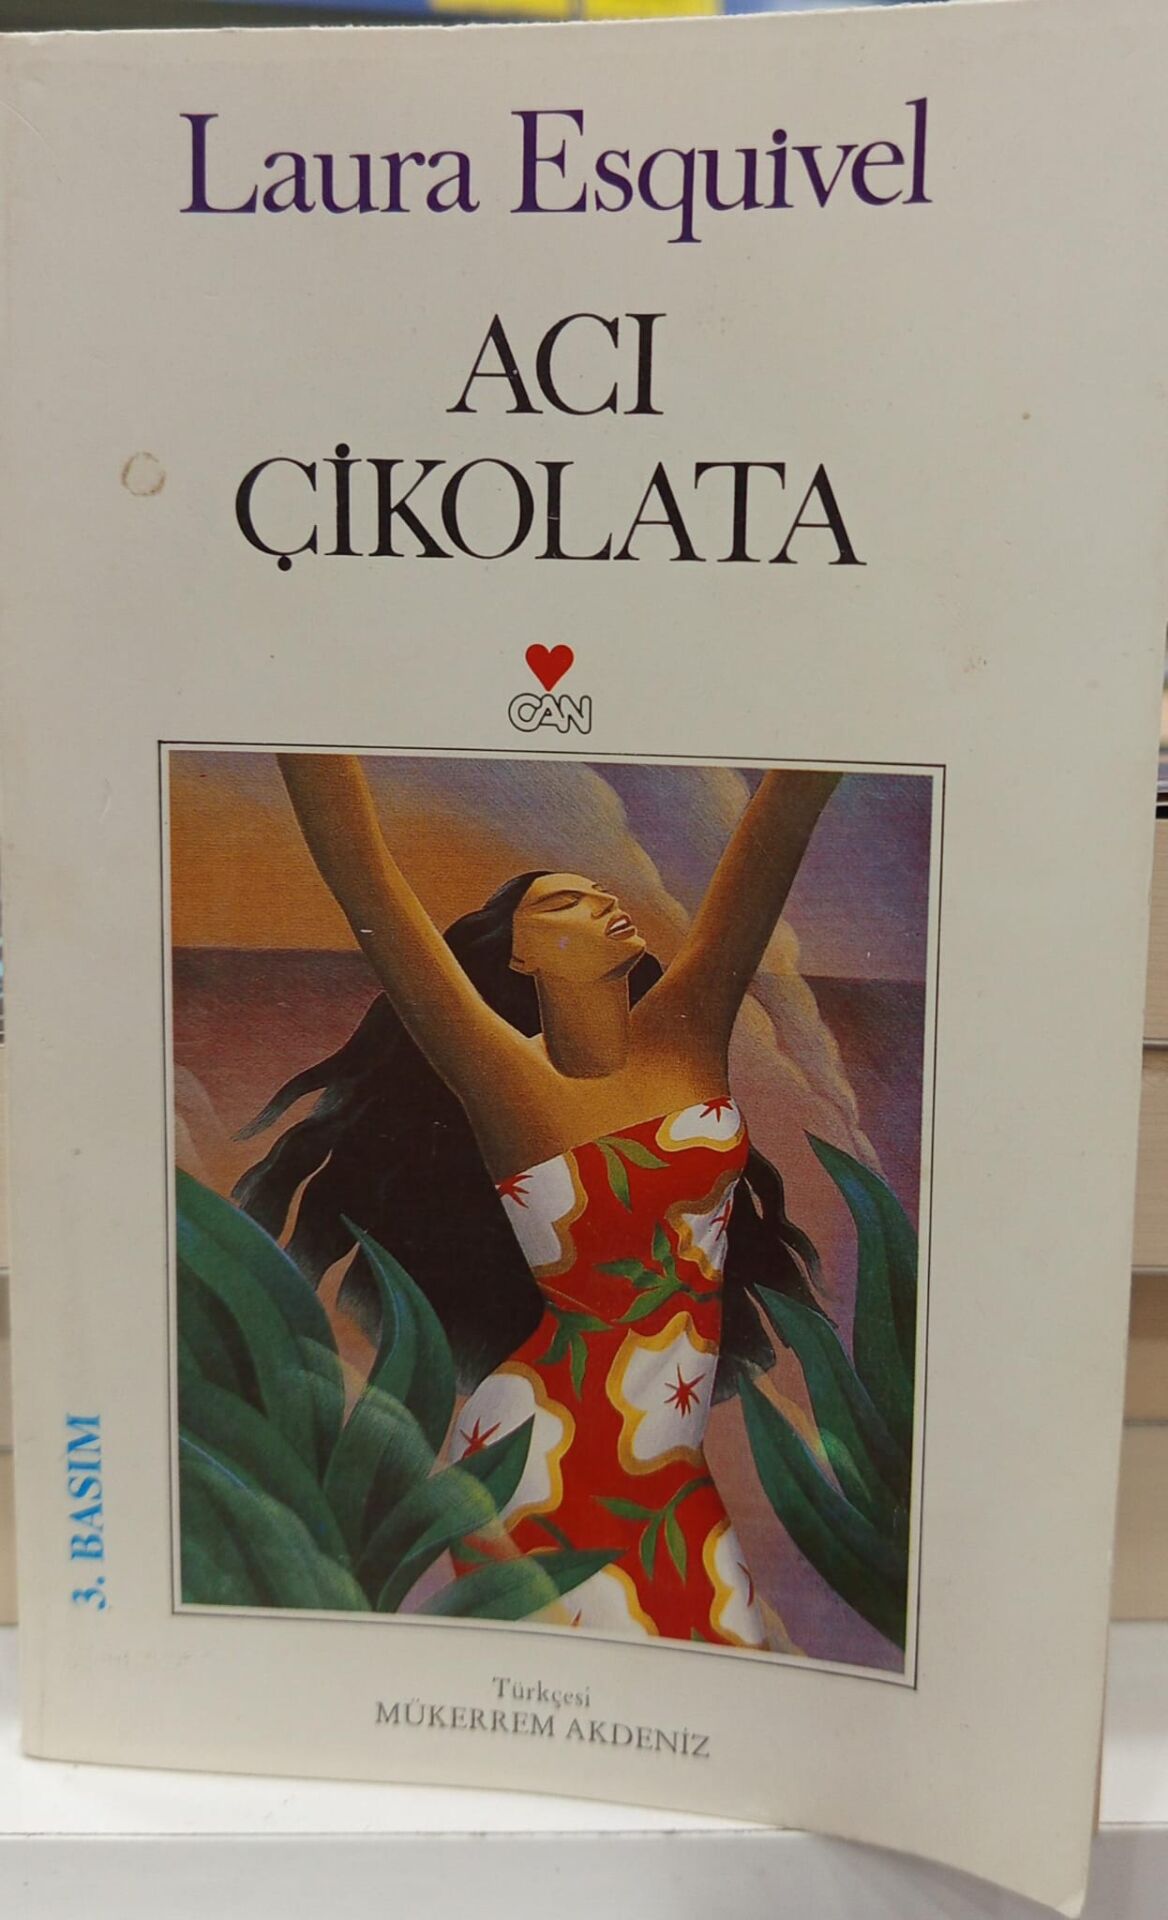 Laura Esquivel
ACI
ÇİKOLATA
CAN
3. BASIM
Türkçesi
MÜKERREM AKDENİZ